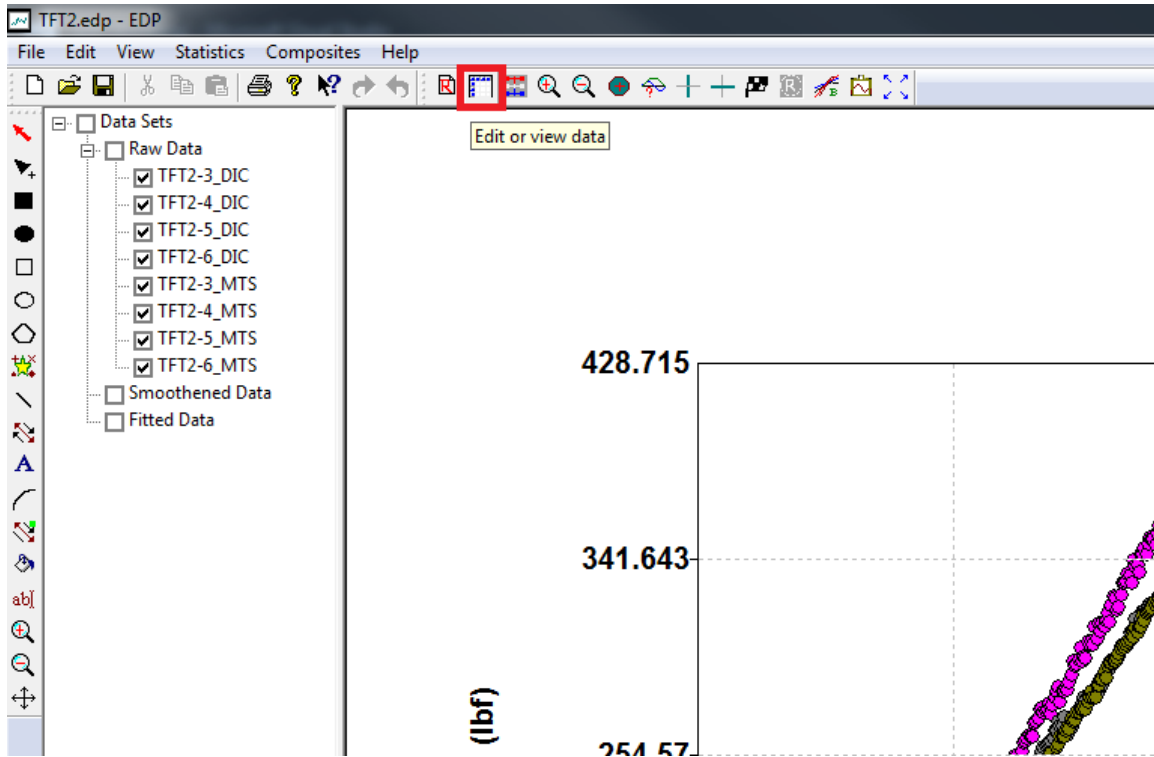 TFT2.edp - EDP
File Edit View Statistics Composites Help
Edit or view data
Data Sets
Raw Data
TFT2-3_DIC
TFT2-4_DIC
TFT2-5_DIC
TFT2-6_DIC
TFT2-3_MTS
TFT2-4_MTS
TFT2-5_MTS
TFT2-6_MTS
Smoothened Data
Fitted Data
A
ab
428.715
341.643
254.57
(lbf)